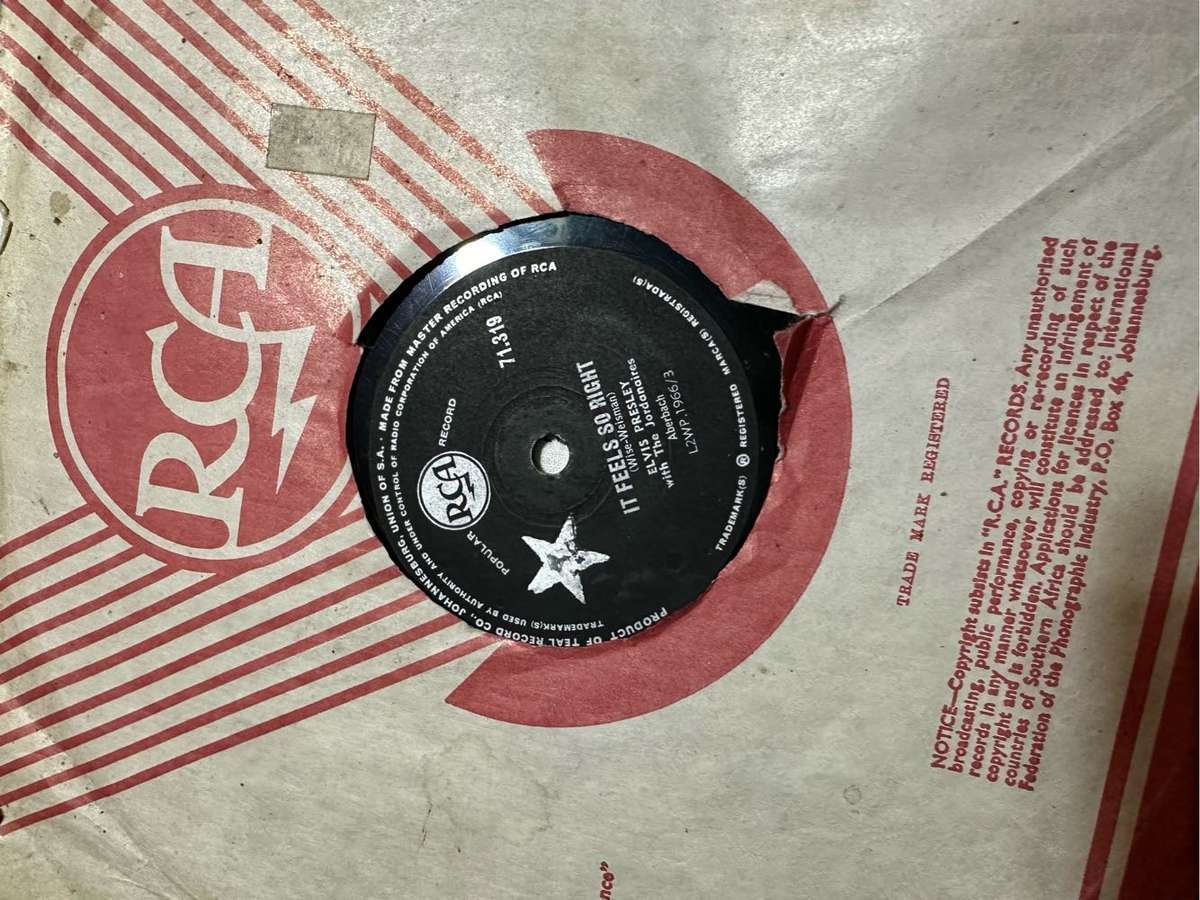 RCA
MADE FROM MASTER RECORDING OF RCA
PRODUCT OF TEAL RECORD CO., JOHANNESBURG, UNION OF S.A. ·
TRADEMARK(S) USED BY AUTHORITY AND UNDER CONTROL OF RADIO CORPORATION OF AMERICA (RCA)
TRADEMARK(S) ® REGISTERED MARCA(S) REGISTRADA(S)
71.319
POPULAR RCA RECORD
IT FEELS SO RIGHT
(Wise-Weisman)
ELVIS PRESLEY
with The Jordanaires
Aberbach
L2WP.1966/3
TRADE MARK REGISTERED
NOTICE—Copyright subsists in "R.C.A." RECORDS. Any unauthorised
broadcasting, public performance, copying or re-recording of such
records in any manner whatsoever will constitute an infringement of
copyright and is forbidden. Applications for licences in respect of the
countries of Southern Africa should be addressed to: International
Federation of the Phonographic Industry, P.O. Box 46, Johannesburg.
nce"